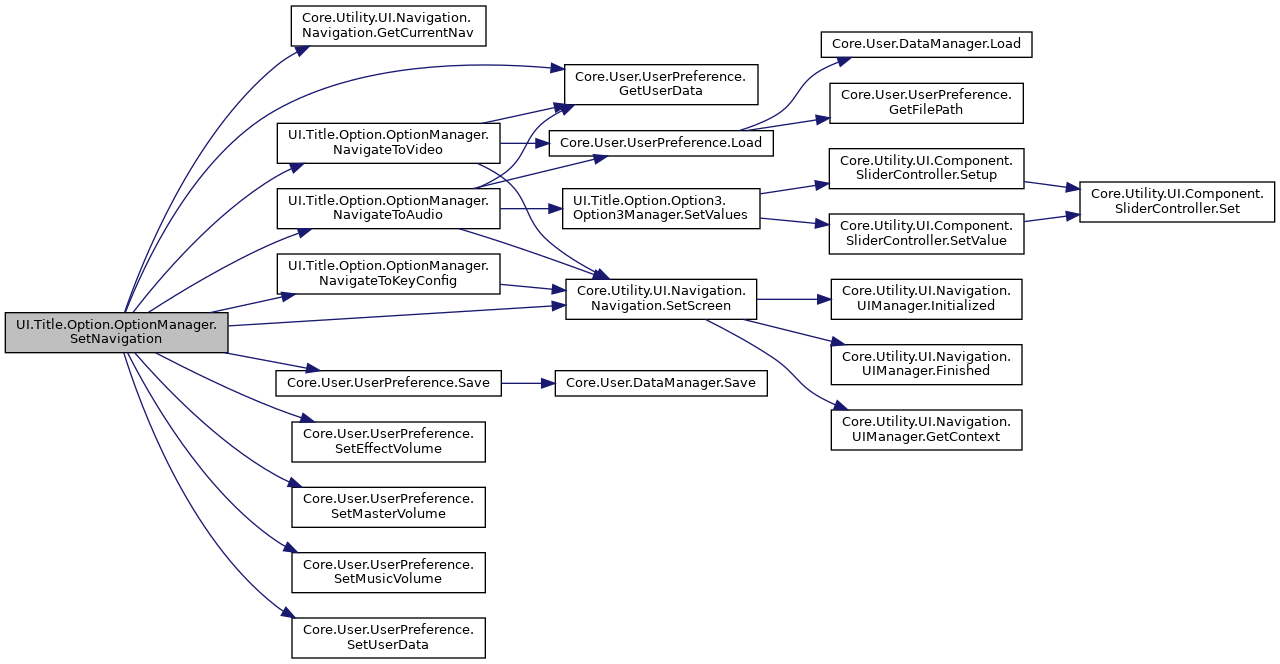 Core.Utility.UI.Navigation.
Navigation.GetCurrentNav
Core.User.DataManager.Load
Core.User.UserPreference.
GetUserData
Core.User.UserPreference.
GetFilePath
UI.Title.Option.OptionManager.
NavigateToVideo
Core.User.UserPreference.Load
Core.Utility.UI.Component.
SliderController.Setup
UI.Title.Option.OptionManager.
NavigateToAudio
UI.Title.Option.Option3.
Option3Manager.SetValues
Core.Utility.UI.Component.
SliderController.Set
Core.Utility.UI.Component.
SliderController.SetValue
UI.Title.Option.OptionManager.
NavigateToKeyConfig
Core.Utility.UI.Navigation.
Navigation.SetScreen
Core.Utility.UI.Navigation.
UIManager.Initialized
UI.Title.Option.OptionManager.
SetNavigation
Core.Utility.UI.Navigation.
UIManager.Finished
Core.User.UserPreference.Save
Core.User.DataManager.Save
Core.Utility.UI.Navigation.
UIManager.GetContext
Core.User.UserPreference.
SetEffectVolume
Core.User.UserPreference.
SetMasterVolume
Core.User.UserPreference.
SetMusicVolume
Core.User.UserPreference.
SetUserData